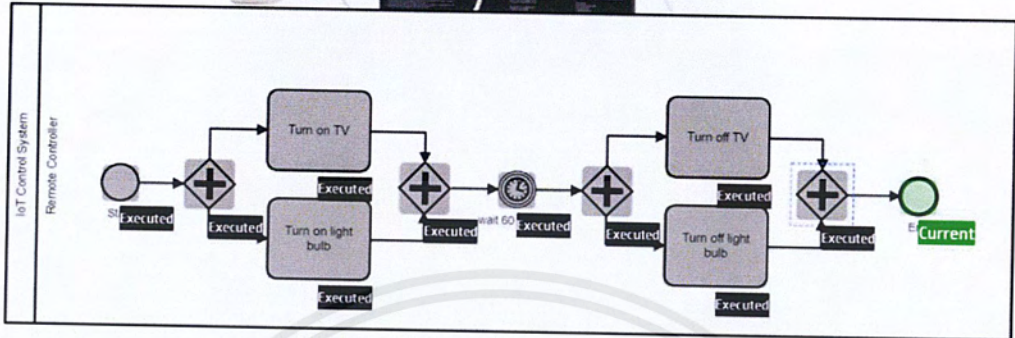 IoT Control System
Remote Controller
St
Executed
Executed
Turn on TV
Executed
Turn on light
bulb
Executed
Executed
wait 60
Executed
Executed
Turn off TV
Executed
Turn off light
bulb
Executed
Executed
E
Current